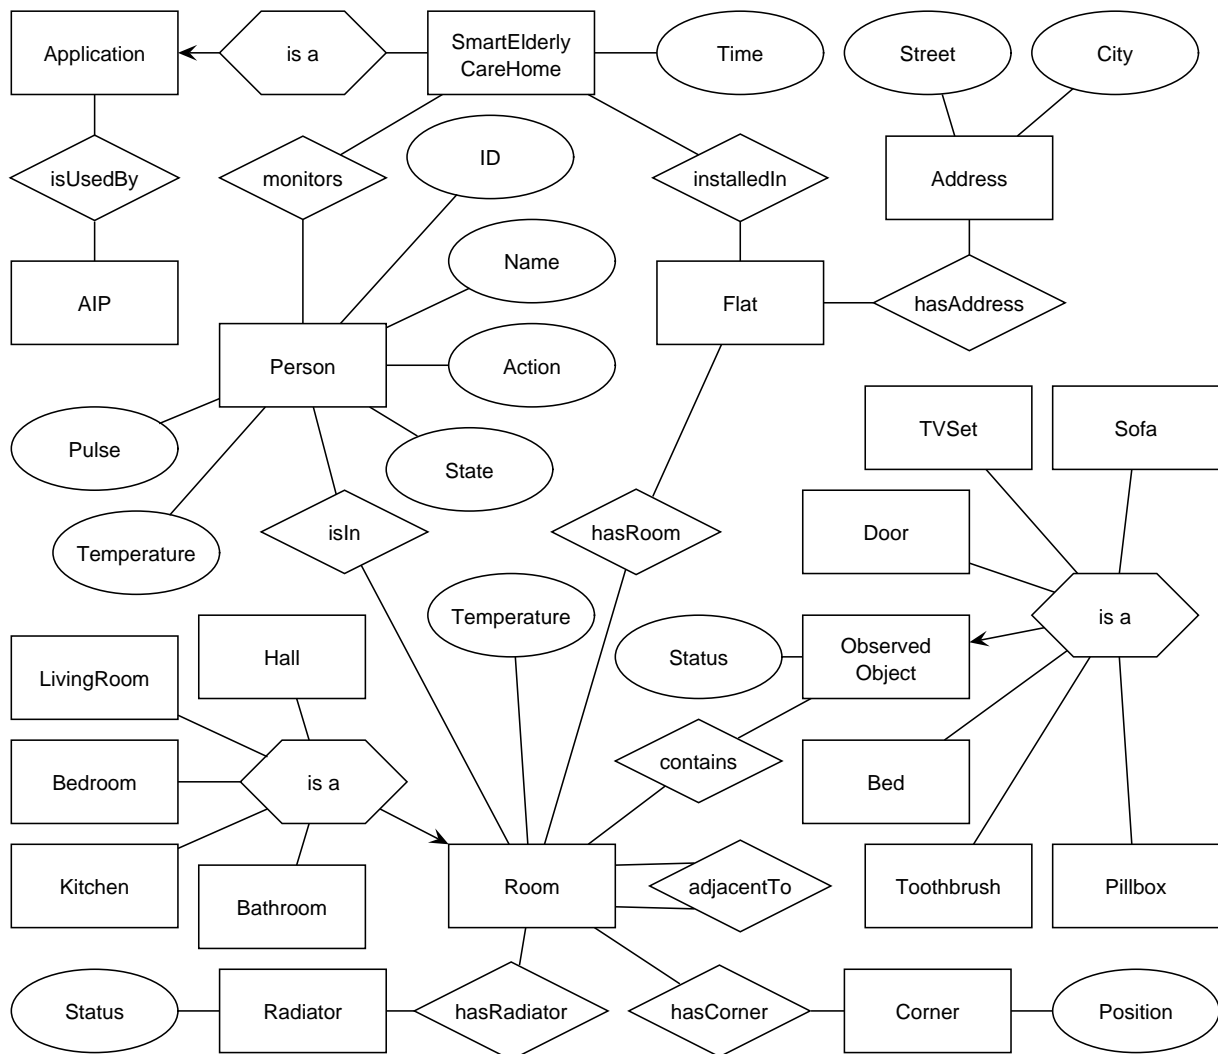 Application
is a
SmartElderly
CareHome
Time
Street
City
isUsedBy
monitors
ID
installedIn
Address
AIP
Name
Flat
hasAddress
Person
Action
Pulse
State
TVSet
Sofa
Temperature
isIn
hasRoom
Door
Temperature
is a
Hall
LivingRoom
Status
Observed
Object
Bedroom
is a
contains
Bed
Kitchen
Bathroom
Room
adjacentTo
Toothbrush
Pillbox
Status
Radiator
hasRadiator
hasCorner
Corner
Position